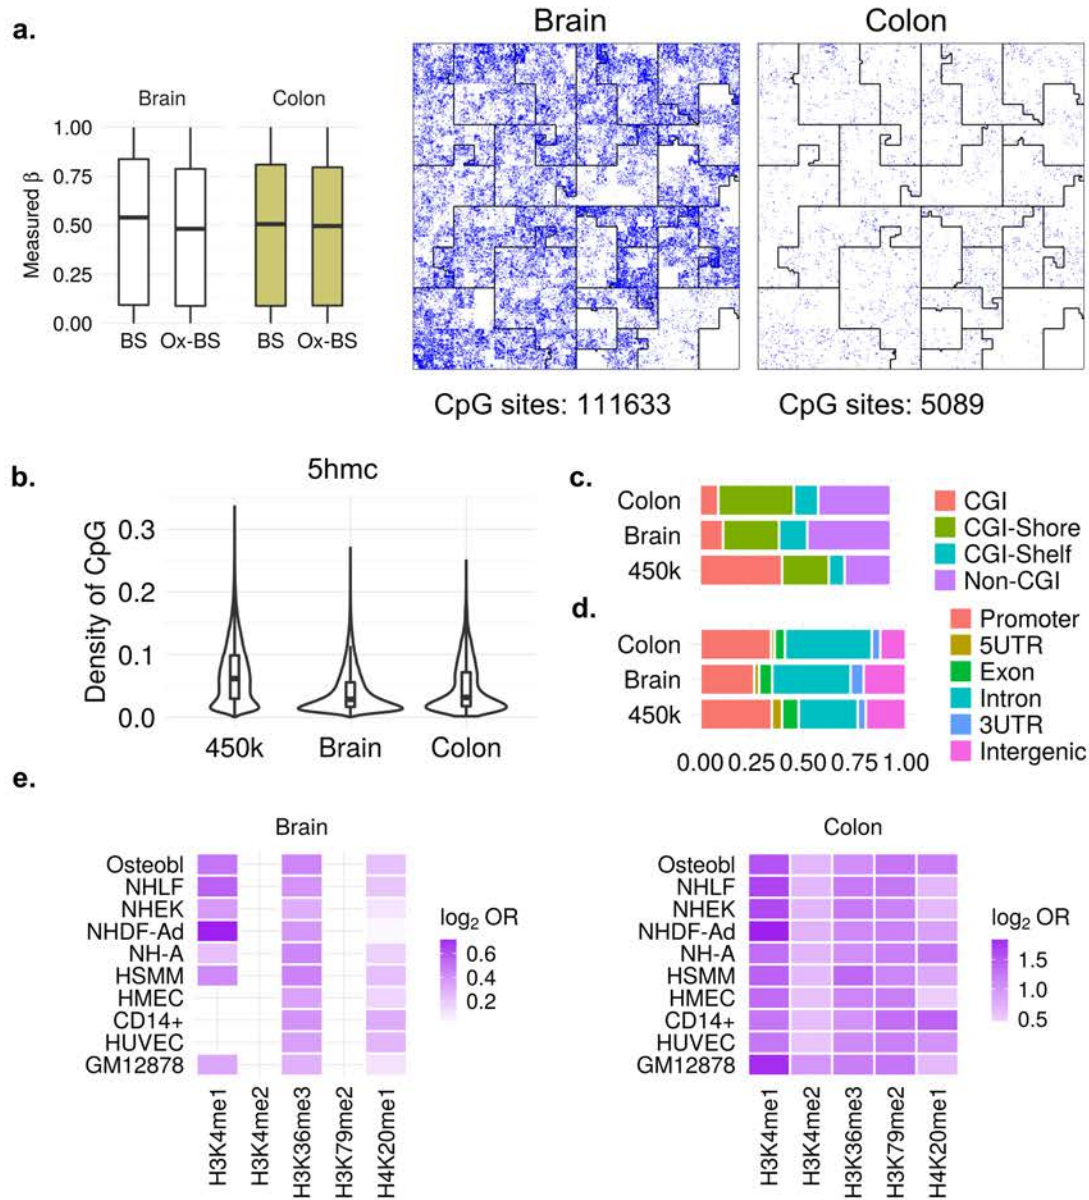 a.
Brain
Colon
Measured β
1.00
0.75
0.50
0.25
0.00
BS Ox-BS BS Ox-BS
Brain
CpG sites: 111633
Colon
CpG sites: 5089
b.
5hmc
Density of CpG
0.3
0.2
0.1
0.0
450k Brain Colon
c.
Colon
Brain
450k
CGI
CGI-Shore
CGI-Shelf
Non-CGI
d.
Colon
Brain
450k
0.00 0.25 0.50 0.75 1.00
Promoter
5UTR
Exon
Intron
3UTR
Intergenic
e.
Brain
Osteobl
NHLF
NHEK
NHDF-Ad
NH-A
HSMM
HMEC
CD14+
HUVEC
GM12878
H3K4me1
H3K4me2
H3K36me3
H3K79me2
H4K20me1
log2 OR
0.6
0.4
0.2
Colon
Osteobl
NHLF
NHEK
NHDF-Ad
NH-A
HSMM
HMEC
CD14+
HUVEC
GM12878
H3K4me1
H3K4me2
H3K36me3
H3K79me2
H4K20me1
log2 OR
1.5
1.0
0.5